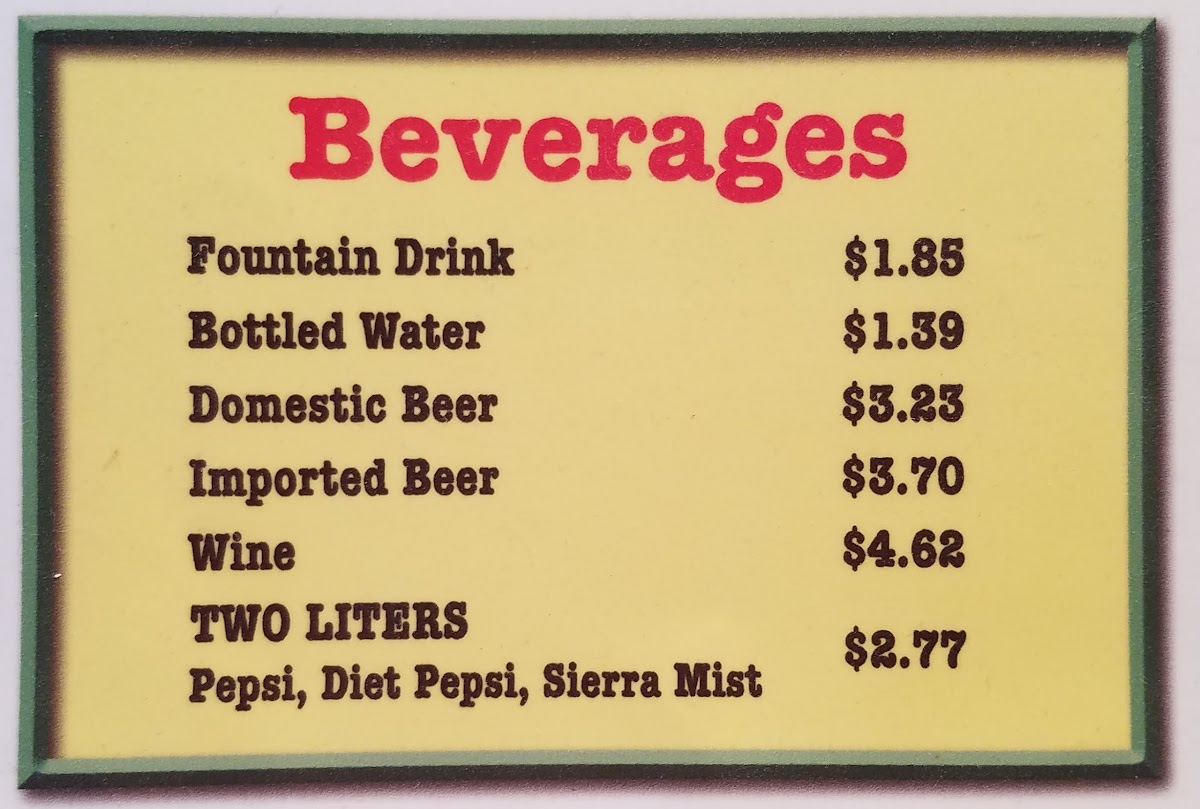 Beverages
Fountain Drink $1.85
Bottled Water $1.39
Domestic Beer $3.23
Imported Beer $3.70
Wine $4.62
TWO LITERS
$2.77
Pepsi, Diet Pepsi, Sierra Mist